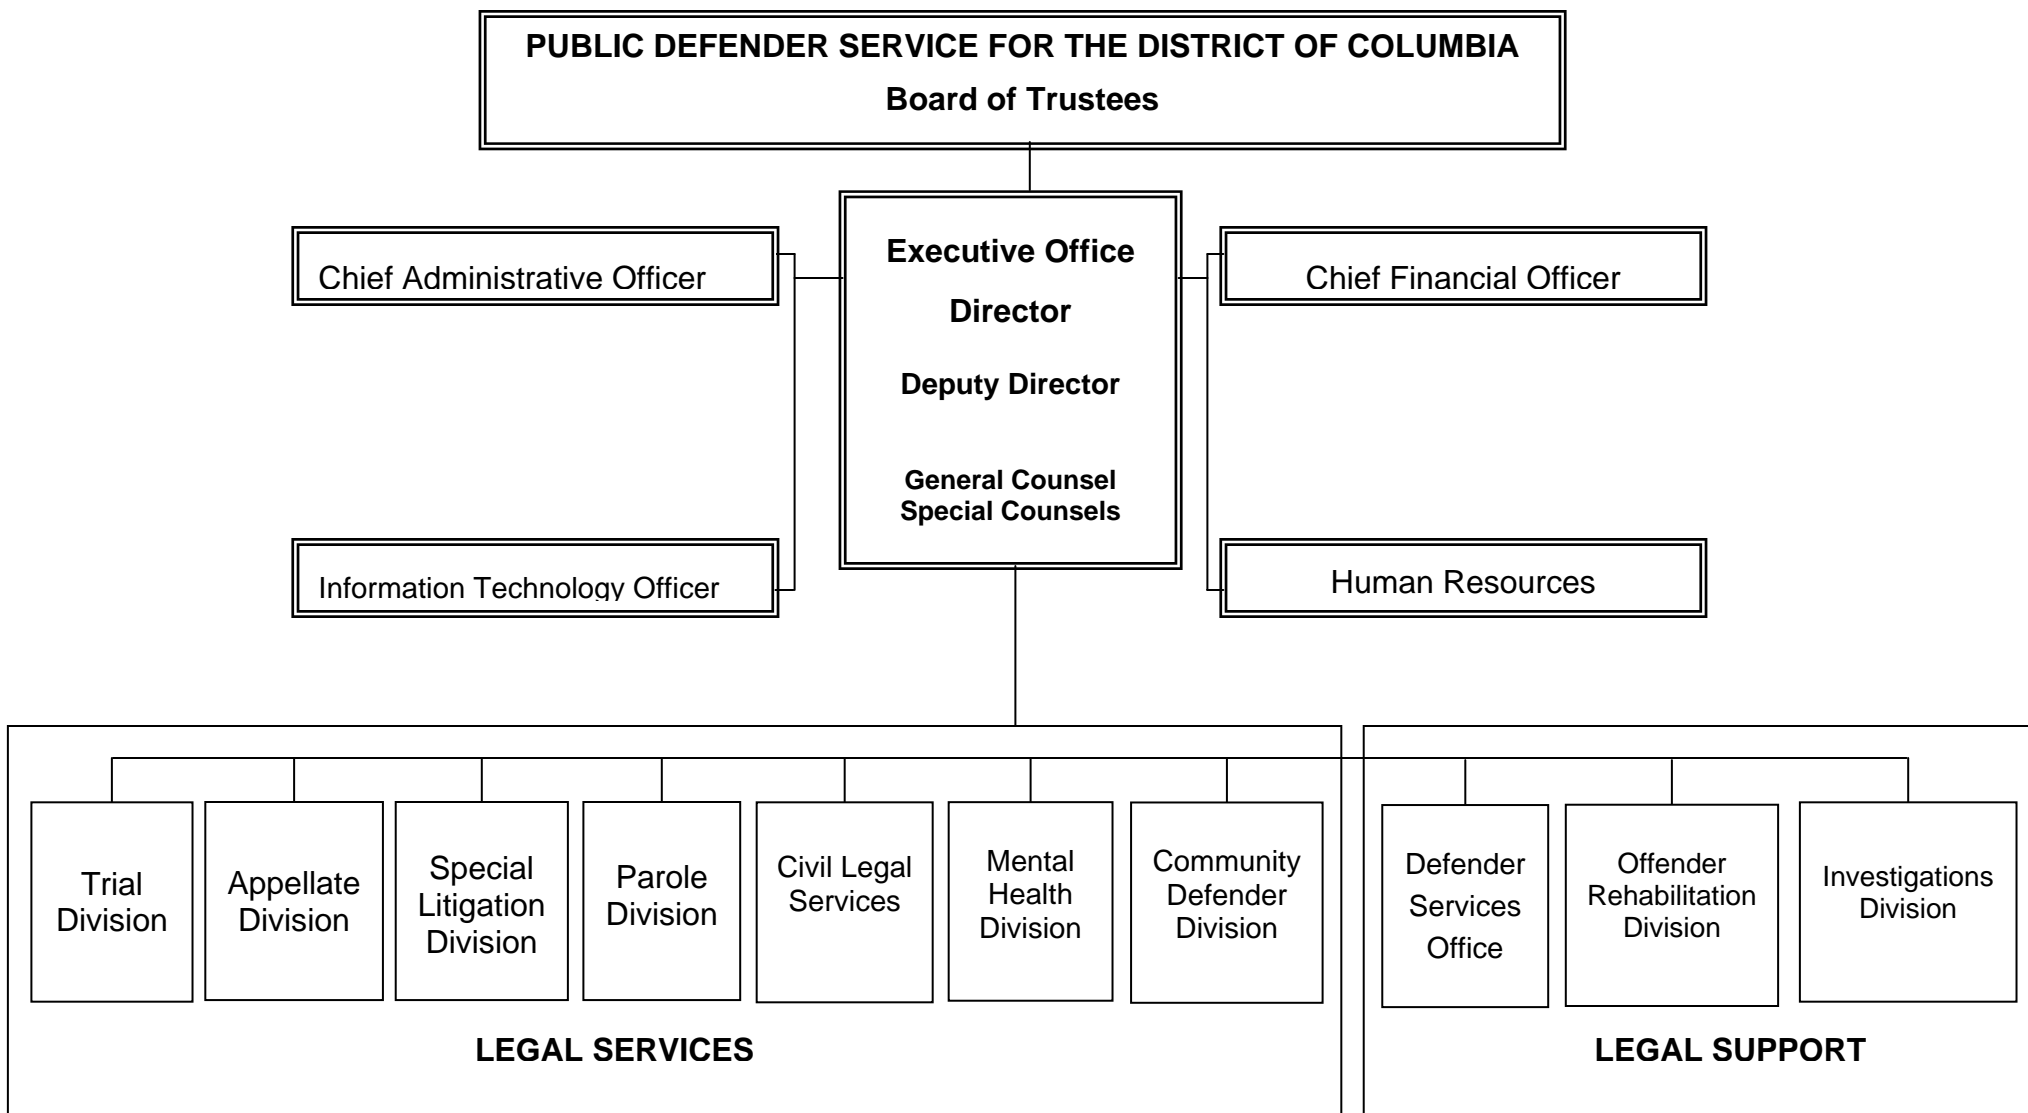 PUBLIC DEFENDER SERVICE FOR THE DISTRICT OF COLUMBIA
Board of Trustees
Chief Administrative Officer
Executive Office
Director
Deputy Director
General Counsel
Special Counsels
Chief Financial Officer
Information Technology Officer
Human Resources
Trial
Division
Appellate
Division
Special
Litigation
Division
Parole
Division
Civil Legal
Services
Mental
Health
Division
Community
Defender
Division
Defender
Services
Office
Offender
Rehabilitation
Division
Investigations
Division
LEGAL SERVICES
LEGAL SUPPORT